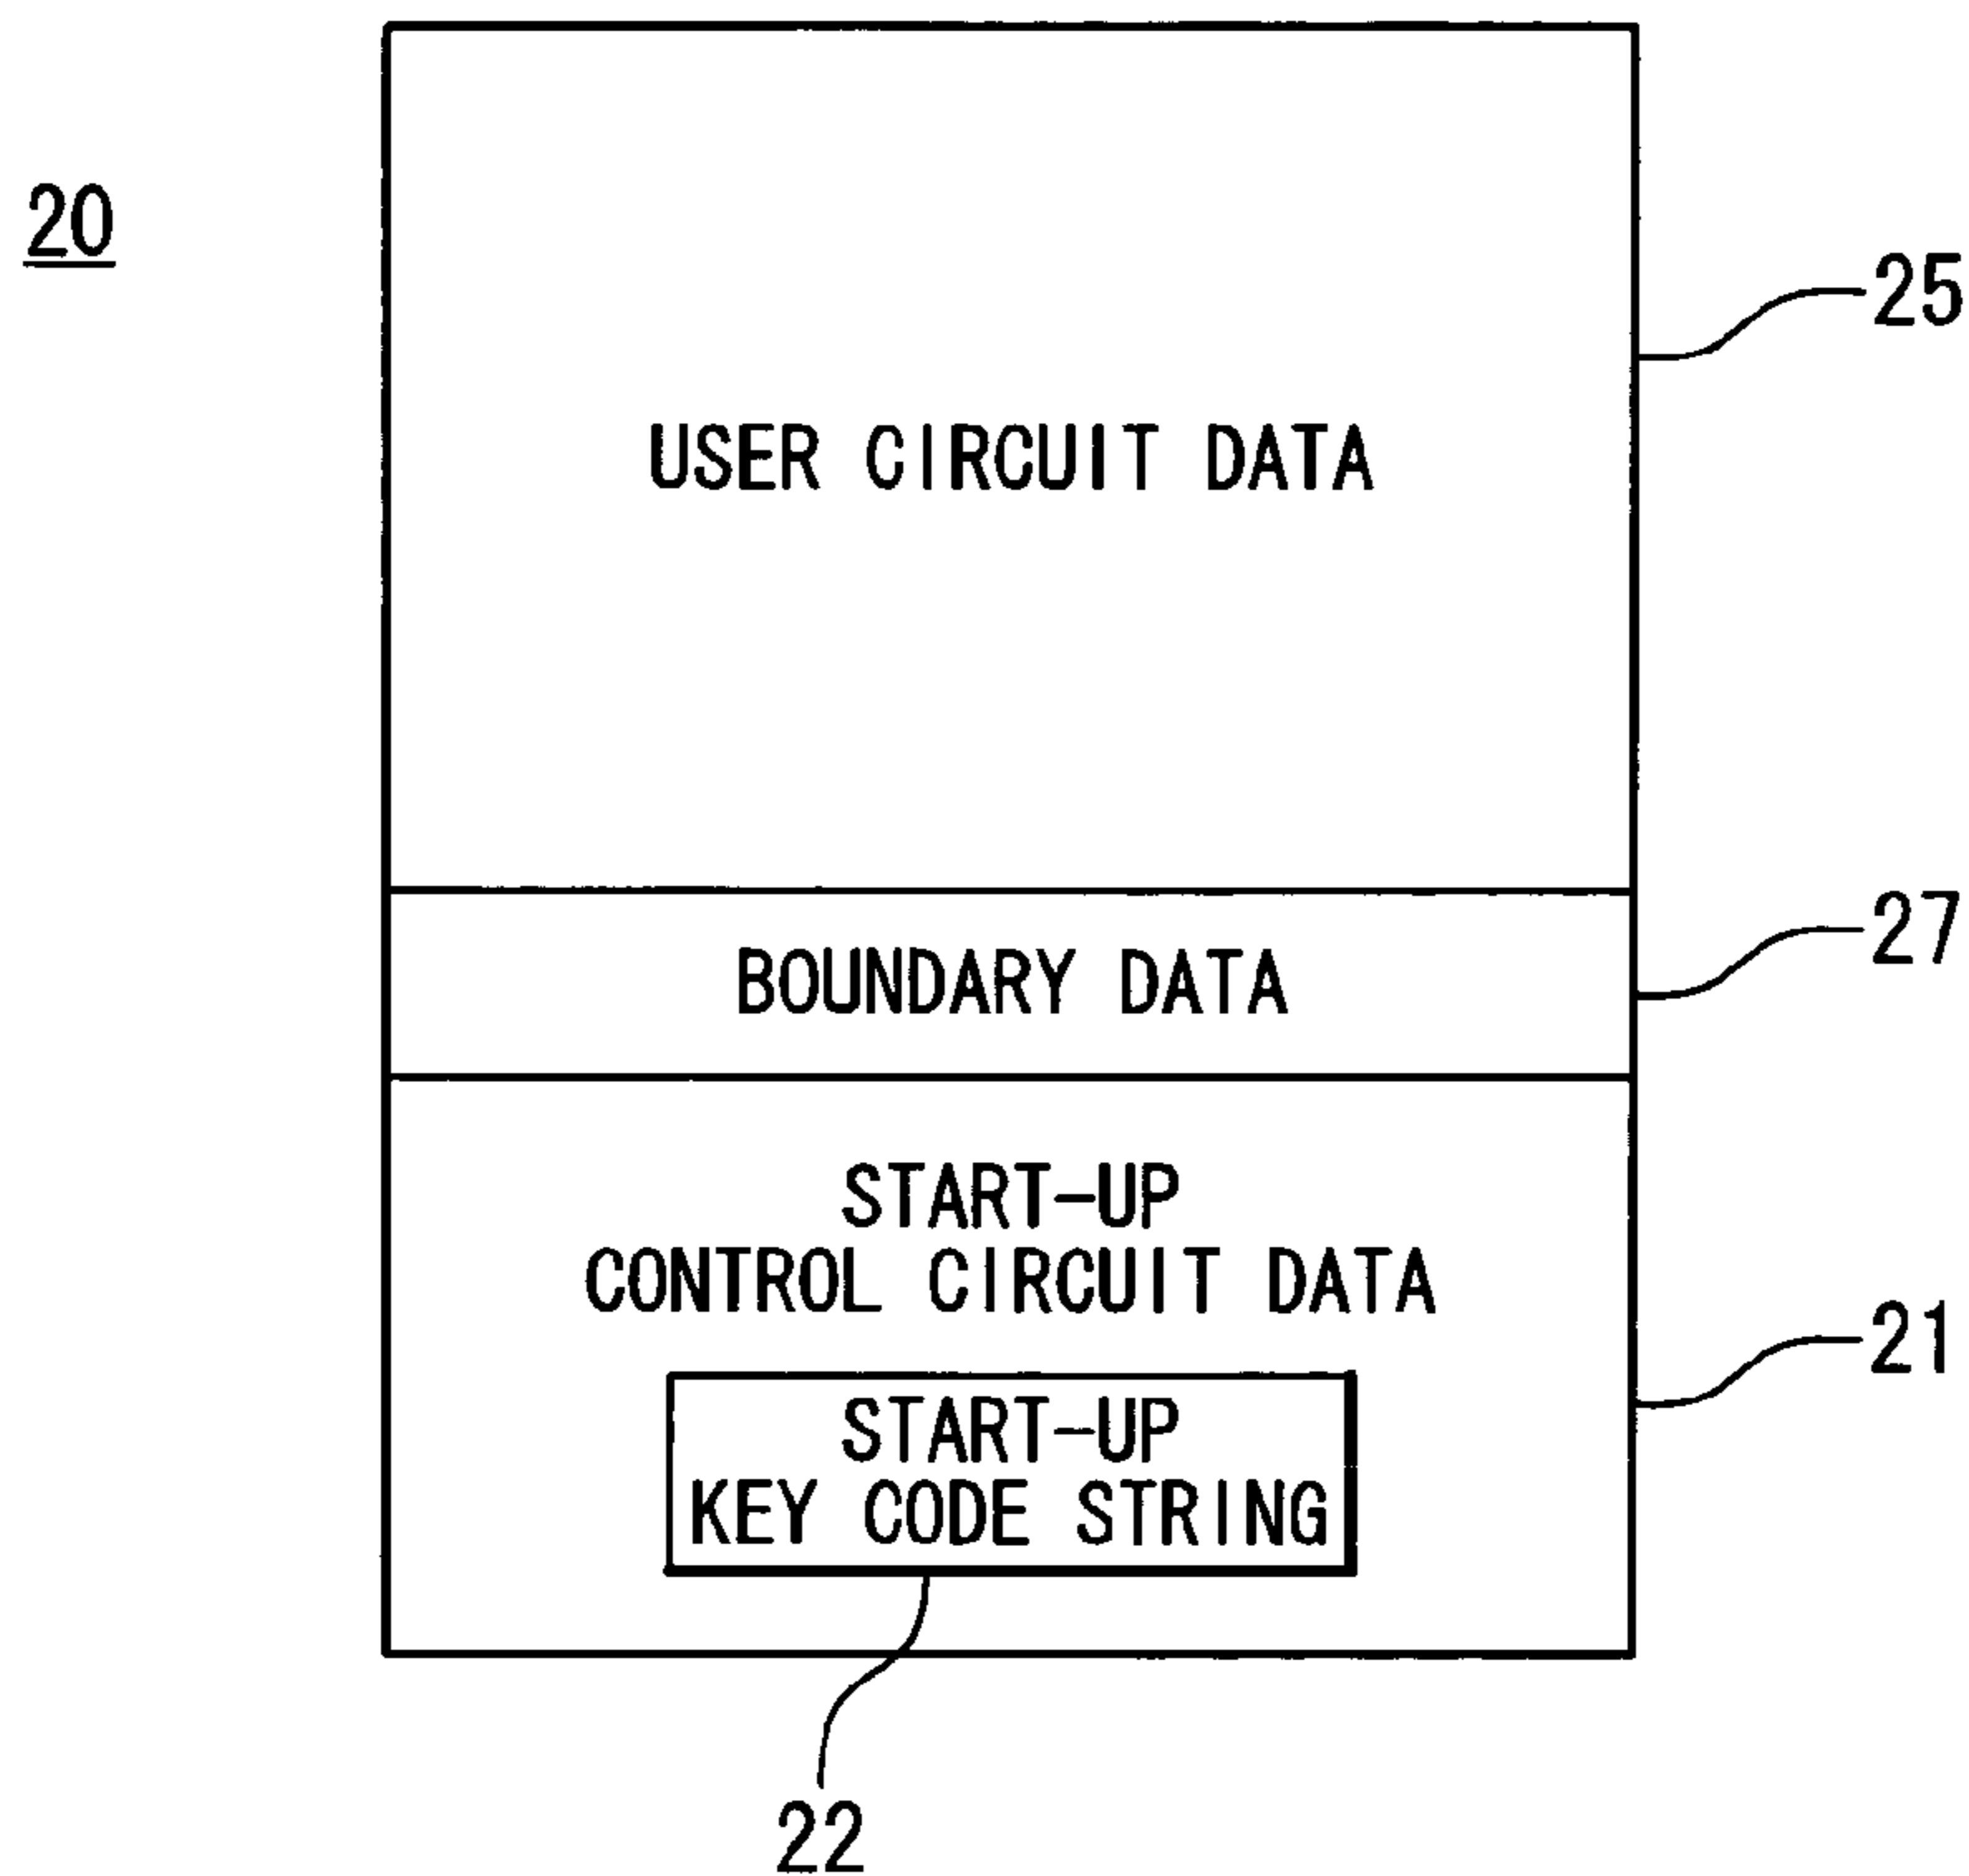 20
USER CIRCUIT DATA
25
BOUNDARY DATA
27
START-UP
CONTROL CIRCUIT DATA
21
START-UP
KEY CODE STRING
22